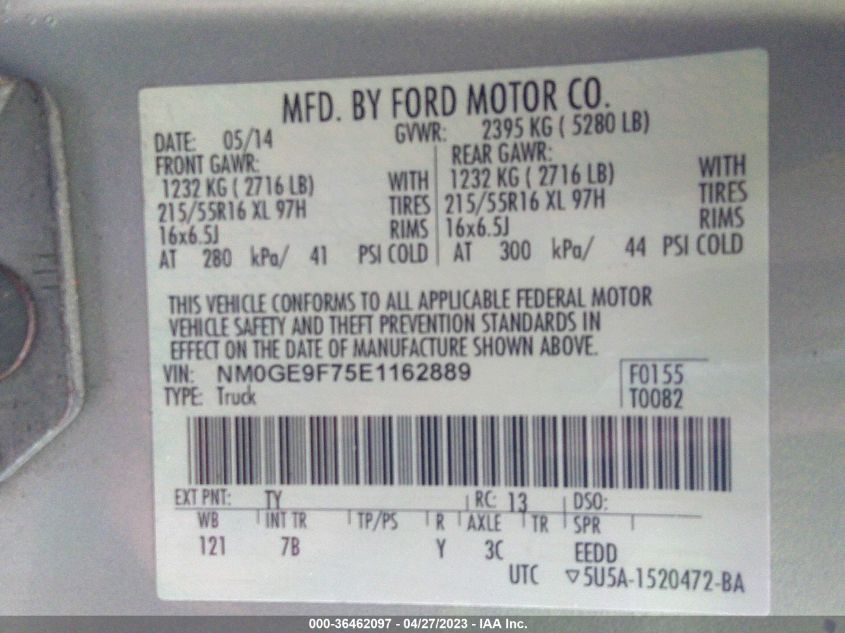 MFD. BY FORD MOTOR CO.
DATE: 05/14 GVWR: 2395 KG ( 5280 LB)
FRONT GAWR: REAR GAWR:
1232 KG ( 2716 LB) WITH 1232 KG ( 2716 LB) WITH
215/55R16 XL 97H TIRES 215/55R16 XL 97H TIRES
16x6.5J RIMS 16x6.5J RIMS
AT 280 kPa/ 41 PSI COLD AT 300 kPa/ 44 PSI COLD
THIS VEHICLE CONFORMS TO ALL APPLICABLE FEDERAL MOTOR
VEHICLE SAFETY AND THEFT PREVENTION STANDARDS IN
EFFECT ON THE DATE OF MANUFACTURE SHOWN ABOVE.
VIN: NM0GE9F75E1162889 F0155
TYPE: Truck T0082
EXT PNT: TY RC: 13 DSO:
WB INT TR TP/PS R AXLE TR SPR
121 7B Y 3C EEDD
UTC ▽5U5A-1520472-BA
000-36462097 - 04/27/2023 - IAA Inc.